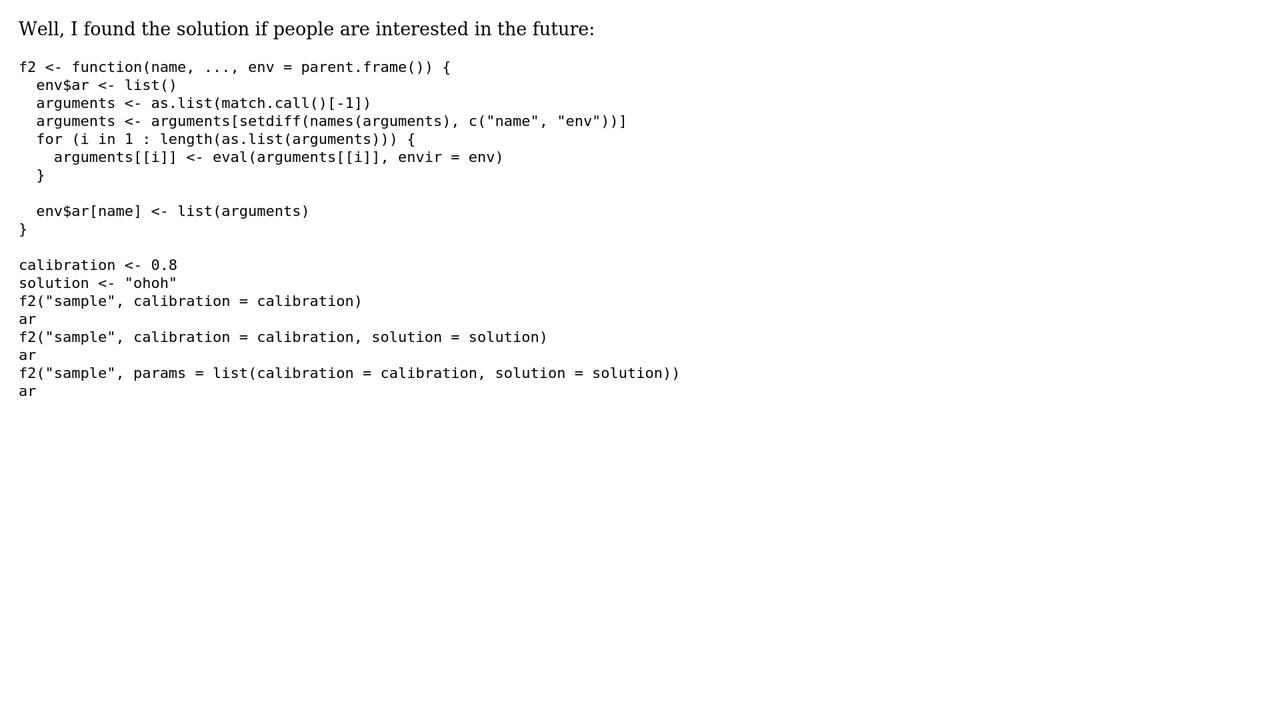 Well, I found the solution if people are interested in the future:
f2 <- function(name, ..., env = parent.frame()) {
  env$ar <- list()
  arguments <- as.list(match.call()[-1])
  arguments <- arguments[setdiff(names(arguments), c("name", "env"))]
  for (i in 1 : length(as.list(arguments))) {
    arguments[[i]] <- eval(arguments[[i]], envir = env)
  }

  env$ar[name] <- list(arguments)
}

calibration <- 0.8
solution <- "ohoh"
f2("sample", calibration = calibration)
ar
f2("sample", calibration = calibration, solution = solution)
ar
f2("sample", params = list(calibration = calibration, solution = solution))
ar